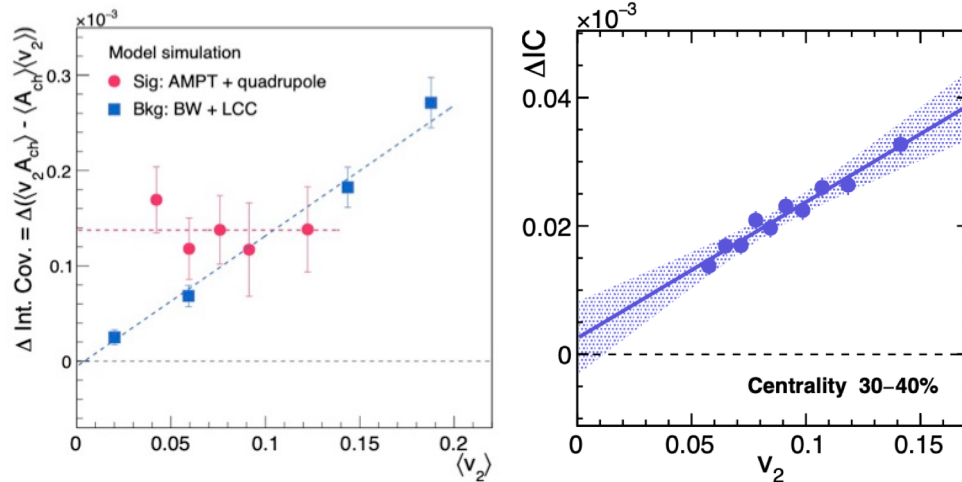 ×10⁻³
Δ Int. Cov. = Δ(⟨v₂A_ch⟩ - ⟨A_ch⟩⟨v₂⟩)
Model simulation
Sig: AMPT + quadrupole
Bkg: BW + LCC
0.3
0.2
0.1
0
0 0.05 0.1 0.15 0.2
⟨v₂⟩
×10⁻³
ΔIC
0.04
0.02
0
Centrality 30–40%
0 0.05 0.1 0.15
v₂